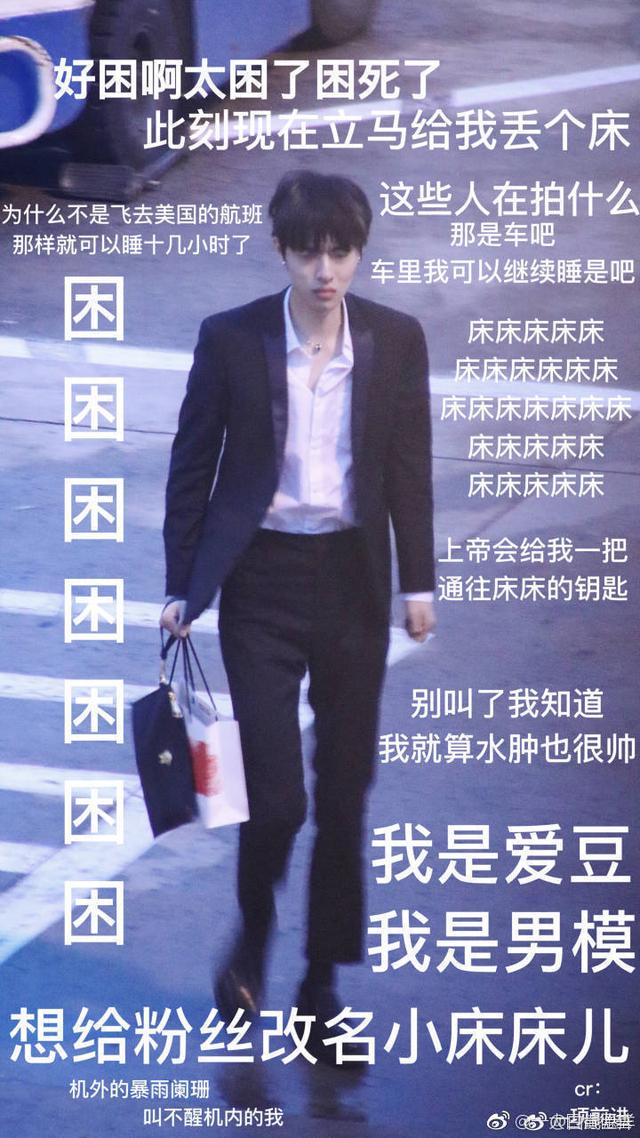 好困啊太困了困死了
此刻现在立马给我丢个床
为什么不是飞去美国的航班
那样就可以睡十几小时了
这些人在拍什么
那是车吧
车里我可以继续睡是吧
困
困
困
困
困
困
困
床床床床床
床床床床床床
床床床床床床床
床床床床床
床床床床床
上帝会给我一把
通往床床的钥匙
别叫了我知道
我就算水肿也很帅
我是爱豆
我是男模
想给粉丝改名小床床儿
机外的暴雨阑珊
叫不醒机内的我
cr：